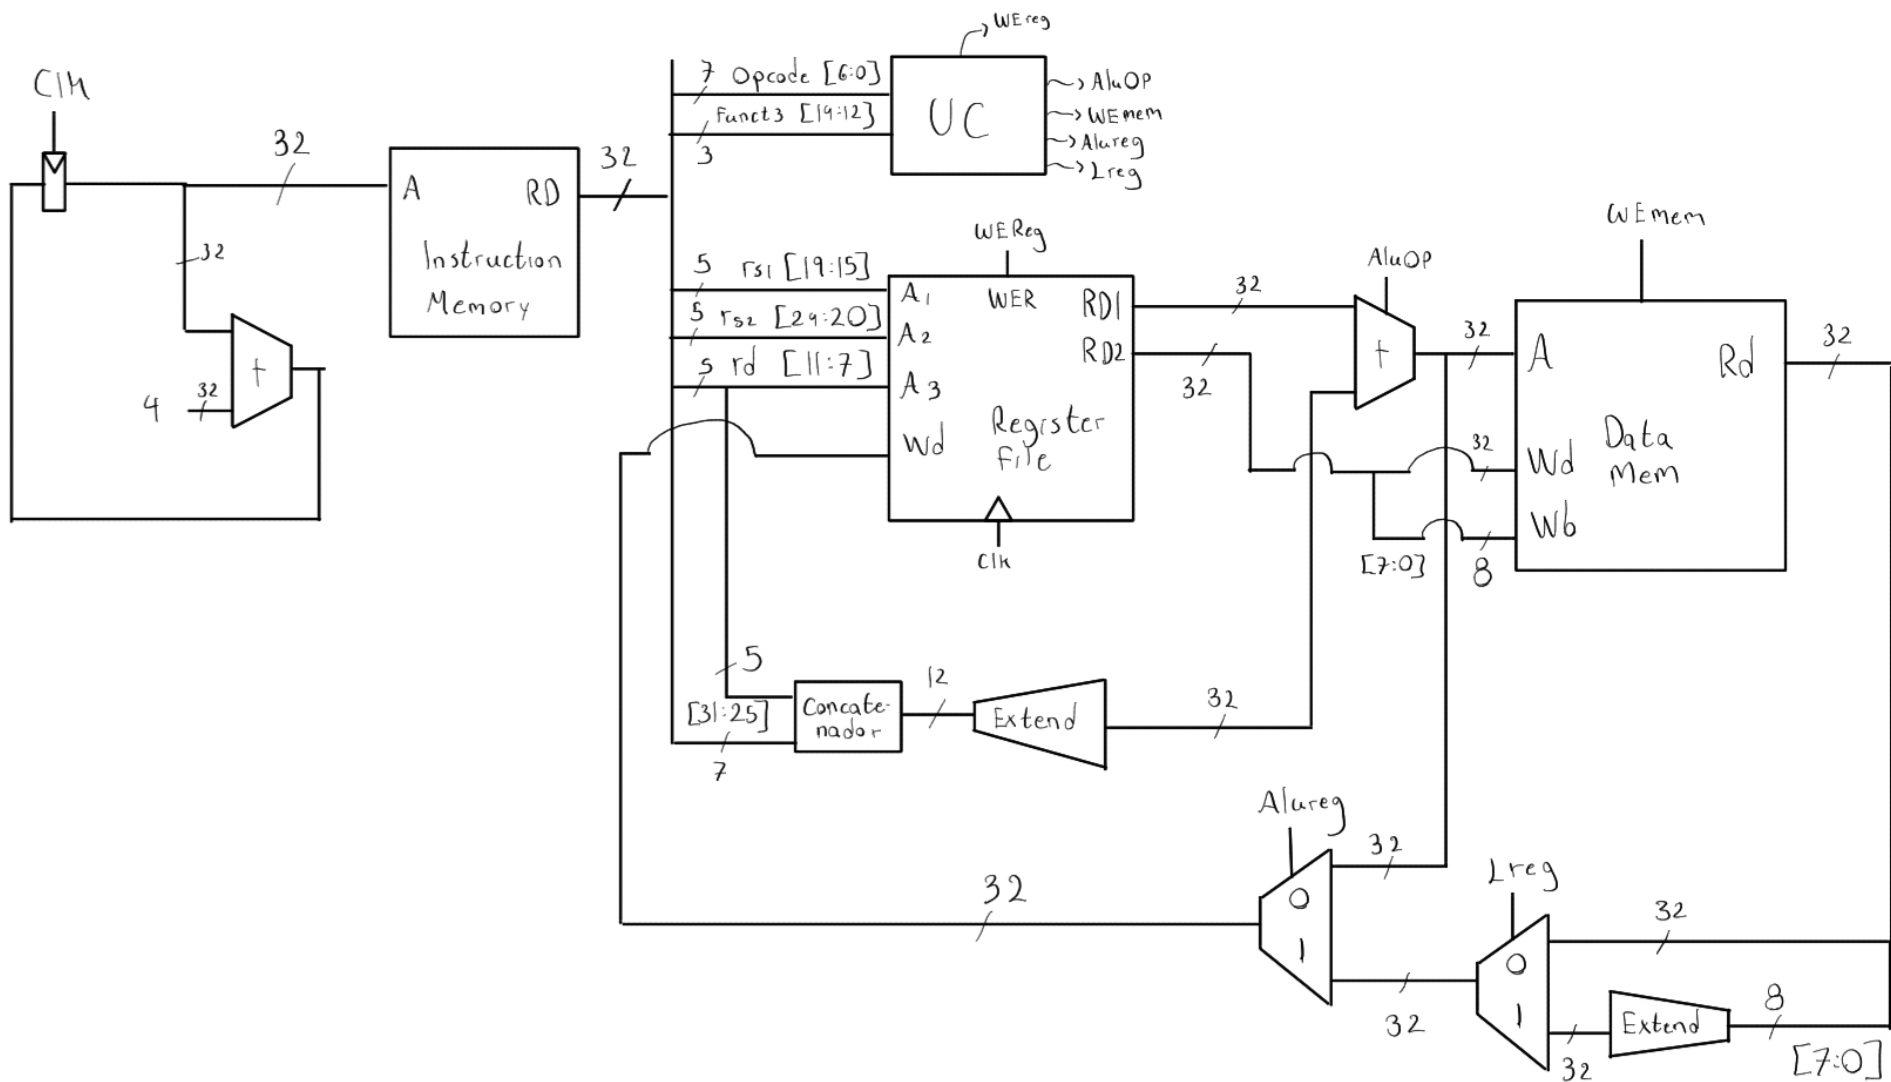 Clk
32
A
RD
Instruction
Memory
32
32
4
32
+
7 Opcode [6:0]
Funct3 [14:12]
3
UC
WEreg
AluOP
WEmem
Alureg
Lreg
5 rs1 [19:15]
5 rs2 [24:20]
5 rd [11:7]
WEReg
A1
WER
RD1
A2
RD2
A3
Wd
Register
File
Clk
32
32
AluOP
+
32
WEmem
A
Rd
32
Data
Mem
32
Wd
Wb
[7:0]
8
5
[31:25]
7
Concate-
nador
12
Extend
32
Alureg
32
0
1
32
Lreg
32
0
1
32
32
Extend
8
[7:0]